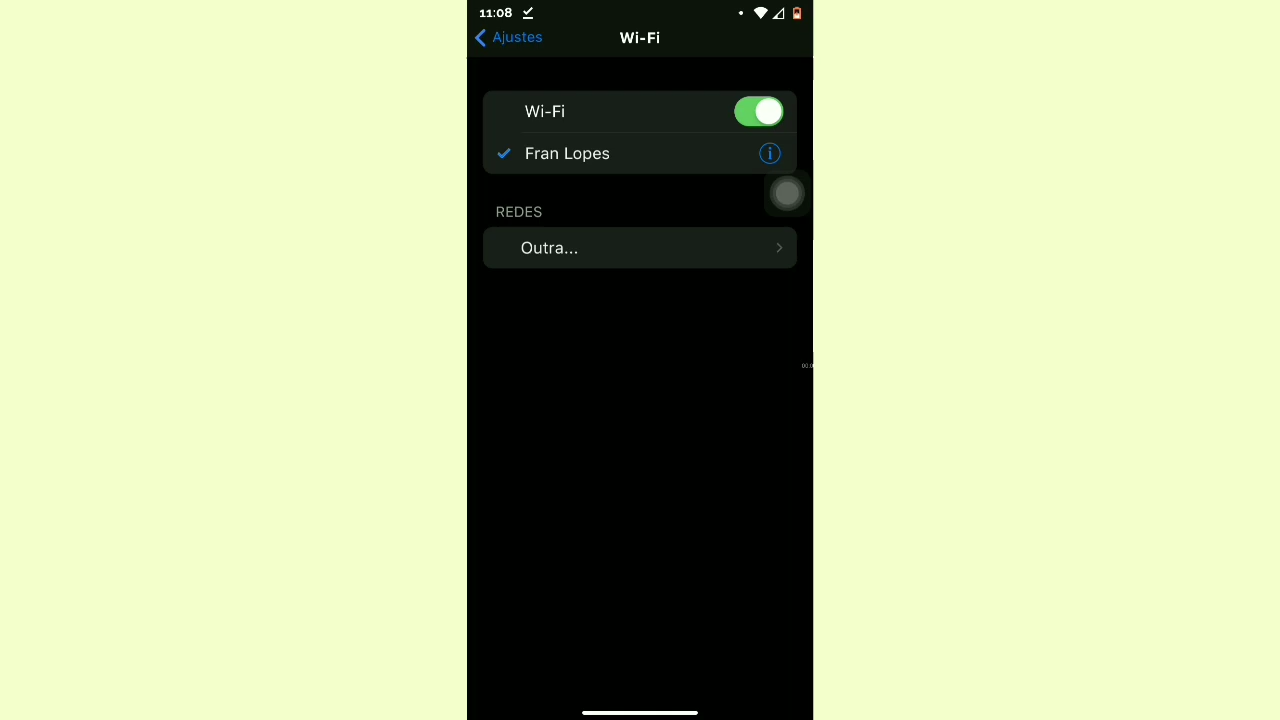 11:08
Ajustes
Wi-Fi
Wi-Fi
Fran Lopes
REDES
Outra...